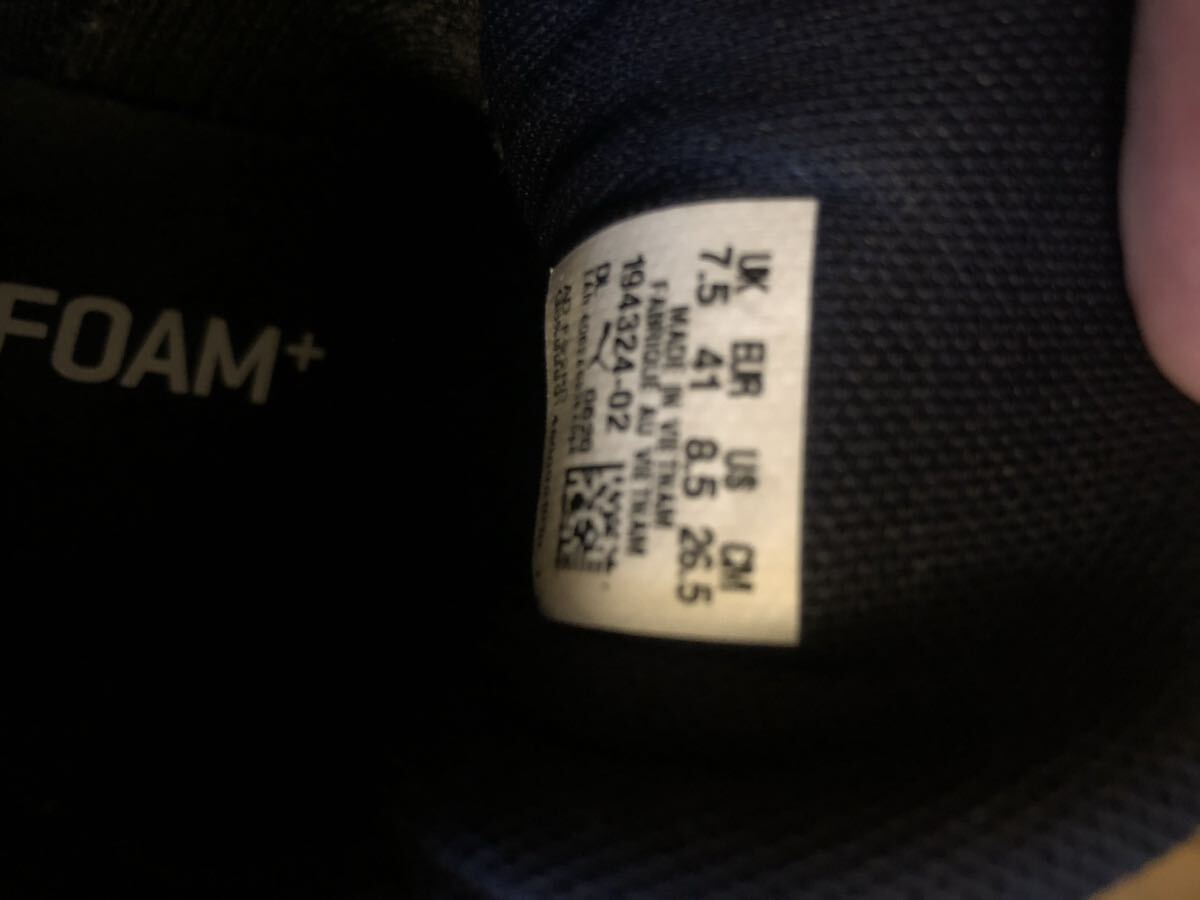 FOAM+
UK EUR US CM
7.5 41 8.5 26.5
MADE IN VIETNAM
FABRIQUE AU VIETNAM
194324-02